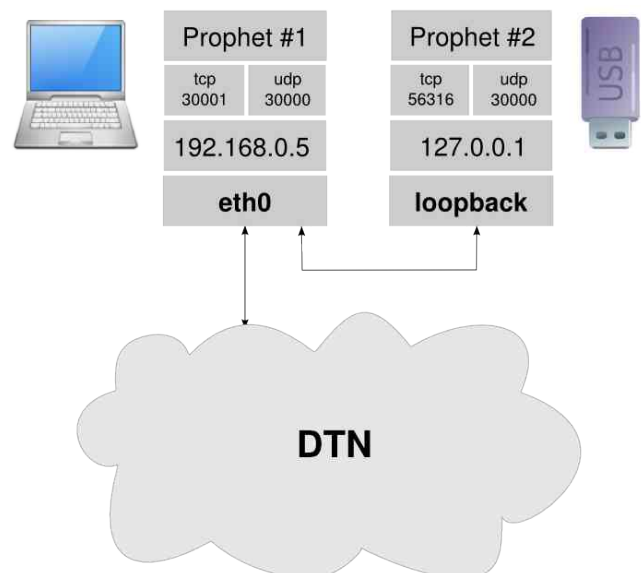 Prophet #1
tcp
30001
udp
30000
192.168.0.5
eth0
Prophet #2
tcp
56316
udp
30000
127.0.0.1
loopback
USB
DTN